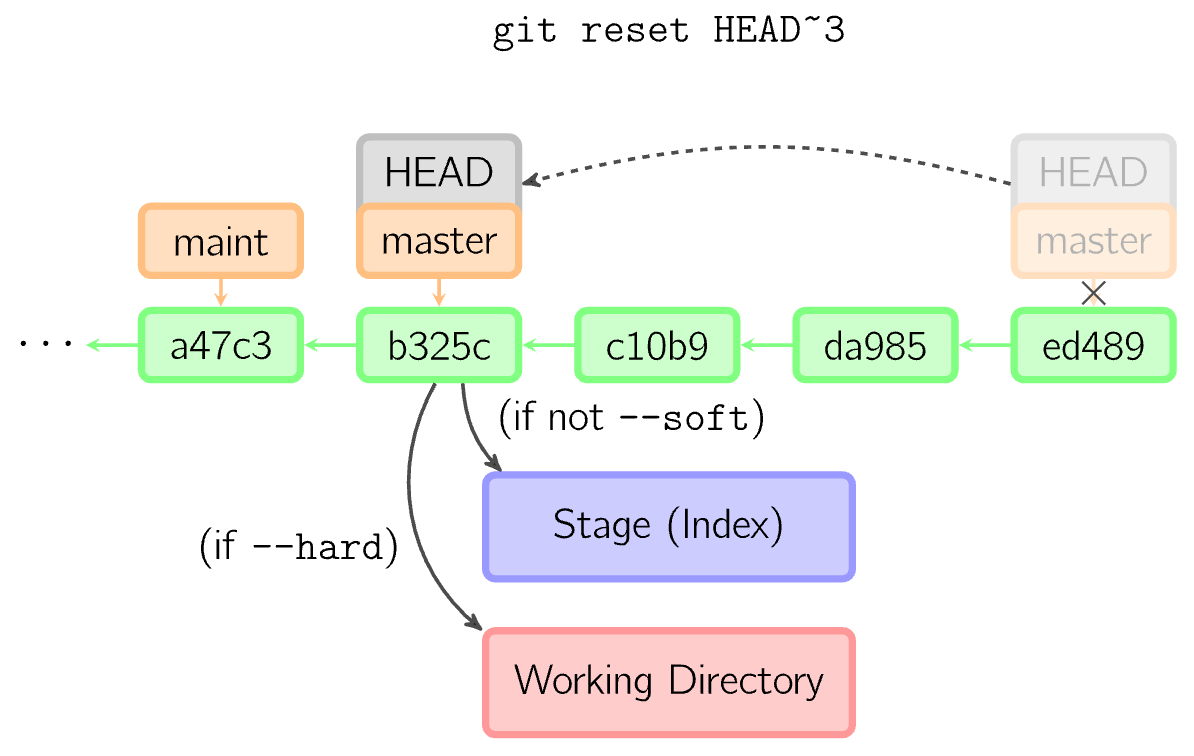 git reset HEAD~3
HEAD HEAD
maint master master
... a47c3 b325c c10b9 da985 ed489
(if not --soft)
Stage (Index)
(if --hard)
Working Directory